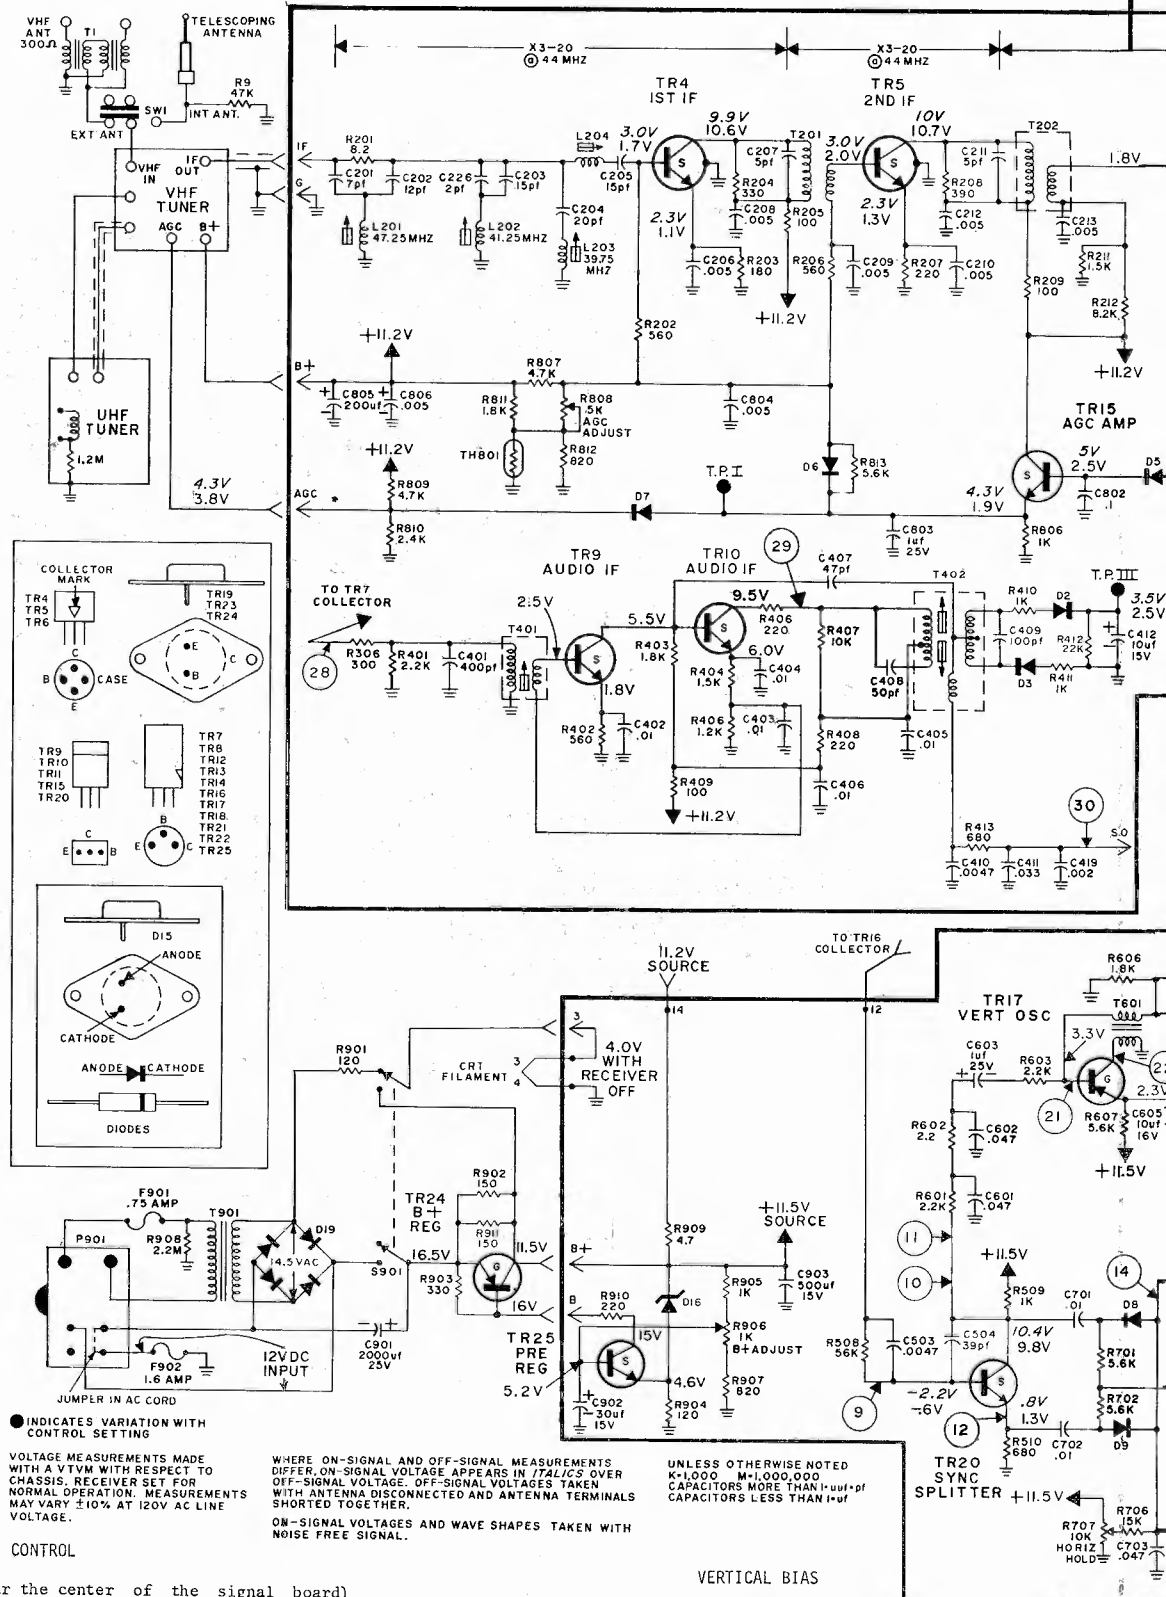 VHF
ANT
300Ω
T1
TELESCOPING
ANTENNA
R9
47K
SW1
INT ANT.
EXT ANT
IF
OUT
VHF
IN
VHF
TUNER
AGC
B+
UHF
TUNER
1.2M
4.3V
3.8V
X3-20
@ 44MHZ
X3-20
@ 44MHZ
TR4
1ST IF
TR5
2ND IF
IF
G
R201
8.2
C201
7pf
C202
12pf
C226
2pf
C203
15pf
L201
47.25MHZ
L202
41.25MHZ
L204
C205
15pf
C204
20pf
L203
39.75
MHZ
3.0V
1.7V
9.9V
10.6V
S
2.3V
1.1V
C206
.005
R203
180
R204
330
C208
.005
C207
5pf
T201
R205
100
+11.2V
3.0V
2.0V
10V
10.7V
S
2.3V
1.3V
R206
560
C209
.005
R207
220
C210
.005
R208
390
C212
.005
C211
5pf
T202
1.8V
C213
.005
R211
1.5K
R209
100
R212
8.2K
+11.2V
R202
560
+11.2V
B+
C805
200uf
C806
.005
R807
4.7K
R811
1.8K
R808
.5K
AGC
ADJUST
TH801
R812
820
C804
.005
+11.2V
R809
4.7K
AGC
*
R810
2.4K
D7
T.P. I
D6
R813
5.6K
TR15
AGC AMP
5V
2.5V
S
D5
4.3V
1.9V
C802
.1
C803
1uf
25V
R806
1K
COLLECTOR
MARK
TR4
TR5
TR6
TR19
TR23
TR24
C
B
CASE
E
E
B
C
TR9
TR10
TR11
TR15
TR20
TR7
TR8
TR12
TR13
TR14
TR16
TR17
TR18
TR21
TR22
TR25
C
E
B
B
E
C
D15
ANODE
CATHODE
ANODE
CATHODE
DIODES
TO TR7
COLLECTOR
28
R306
300
R401
2.2K
C401
400pf
T401
2.5V
TR9
AUDIO IF
S
1.8V
R402
560
C402
.01
5.5V
R403
1.8K
TR10
AUDIO IF
9.5V
S
6.0V
29
R406
220
R404
1.5K
C404
.01
R406
1.2K
C403
.01
R409
100
+11.2V
C407
47pf
R407
10K
R408
220
C406
.01
C408
50pf
C405
.01
T402
R410
1K
D2
C409
100pf
R412
22K
D3
R411
1K
T.P. III
3.5V
2.5V
C412
10uf
15V
R413
680
30
SO
C410
.0047
C411
.033
C419
.002
11.2V
SOURCE
14
3
3
4
4.0V
WITH
RECEIVER
OFF
CRT
FILAMENT
R901
120
R902
150
TR24
B+
REG
R911
150
16.5V
11.5V
G
R903
330
16V
S901
F901
.75 AMP
P901
R908
2.2M
T901
D19
14.5VAC
F902
1.6 AMP
12VDC
INPUT
C901
2000uf
25V
JUMPER IN AC CORD
B+
B
R909
4.7
+11.5V
SOURCE
R910
220
D16
R905
1K
C903
500uf
15V
R906
1K
B+ADJUST
R907
820
15V
S
TR25
PRE
REG
5.2V
4.6V
C902
30uf
15V
R904
120
TO TR16
COLLECTOR
12
TR17
VERT OSC
R606
1.8K
T601
3.3V
C603
1uf
25V
R603
2.2K
G
22
2.3V
21
R607
5.6K
C605
10uf
16V
+11.5V
R602
2.2
C602
.047
R601
2.2K
C601
.047
11
10
+11.5V
R509
1K
14
C701
.01
D8
R508
56K
C503
.0047
C504
39pf
10.4V
9.8V
R701
5.6K
S
9
-2.2V
-.6V
.8V
1.3V
12
R702
5.6K
D9
R510
680
C702
.01
TR20
SYNC
SPLITTER
+11.5V
R706
15K
R707
10K
HORIZ
HOLD
C703
.047
● INDICATES VARIATION WITH
CONTROL SETTING
VOLTAGE MEASUREMENTS MADE
WITH A VTVM WITH RESPECT TO
CHASSIS. RECEIVER SET FOR
NORMAL OPERATION. MEASUREMENTS
MAY VARY ±10% AT 120V AC LINE
VOLTAGE.
WHERE ON-SIGNAL AND OFF-SIGNAL MEASUREMENTS
DIFFER, ON-SIGNAL VOLTAGE APPEARS IN ITALICS OVER
OFF-SIGNAL VOLTAGE. OFF-SIGNAL VOLTAGES TAKEN
WITH ANTENNA DISCONNECTED AND ANTENNA TERMINALS
SHORTED TOGETHER.
ON-SIGNAL VOLTAGES AND WAVE SHAPES TAKEN WITH
NOISE FREE SIGNAL.
UNLESS OTHERWISE NOTED
K=1,000 M=1,000,000
CAPACITORS MORE THAN 1=uuf=pf
CAPACITORS LESS THAN 1=uf
CONTROL
r the center of the signal board)
VERTICAL BIAS